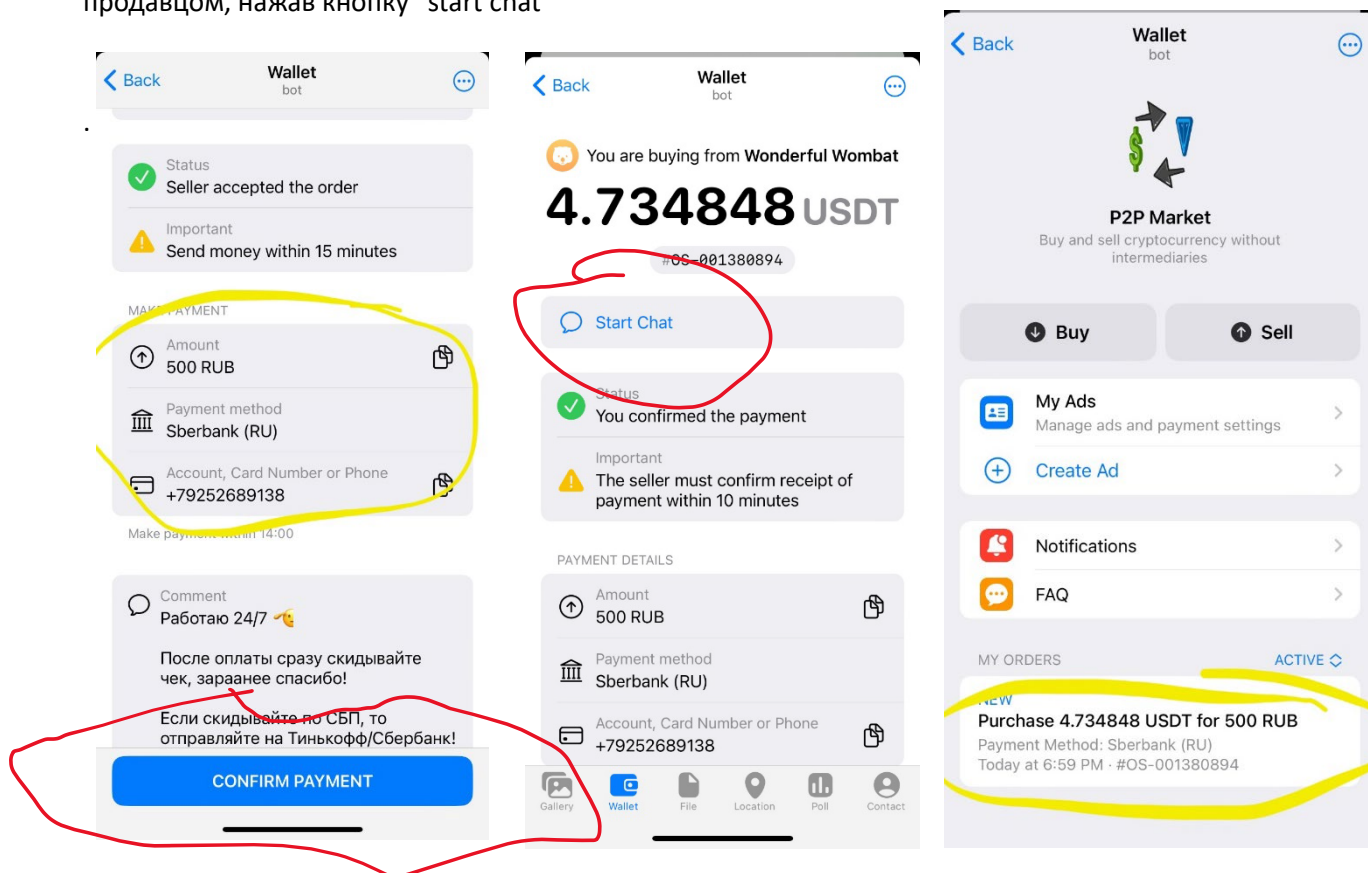 продавцом, нажав кнопку "start chat"
Back
Wallet
bot
.
Status
Seller accepted the order
Important
Send money within 15 minutes
MAKE PAYMENT
Amount
500 RUB
Payment method
Sberbank (RU)
Account, Card Number or Phone
+79252689138
Make payment within 14:00
Comment
Работаю 24/7
После оплаты сразу скидывайте
чек, зараанее спасибо!
Если скидывайте по СБП, то
отправляйте на Тинькофф/Сбербанк!
CONFIRM PAYMENT
Back
Wallet
bot
You are buying from Wonderful Wombat
4.734848 USDT
#OS-001380894
Start Chat
Status
You confirmed the payment
Important
The seller must confirm receipt of
payment within 10 minutes
PAYMENT DETAILS
Amount
500 RUB
Payment method
Sberbank (RU)
Account, Card Number or Phone
+79252689138
Gallery Wallet File Location Poll Contact
Back
Wallet
bot
P2P Market
Buy and sell cryptocurrency without
intermediaries
Buy
Sell
My Ads
Manage ads and payment settings
Create Ad
Notifications
FAQ
MY ORDERS ACTIVE
NEW
Purchase 4.734848 USDT for 500 RUB
Payment Method: Sberbank (RU)
Today at 6:59 PM · #OS-001380894